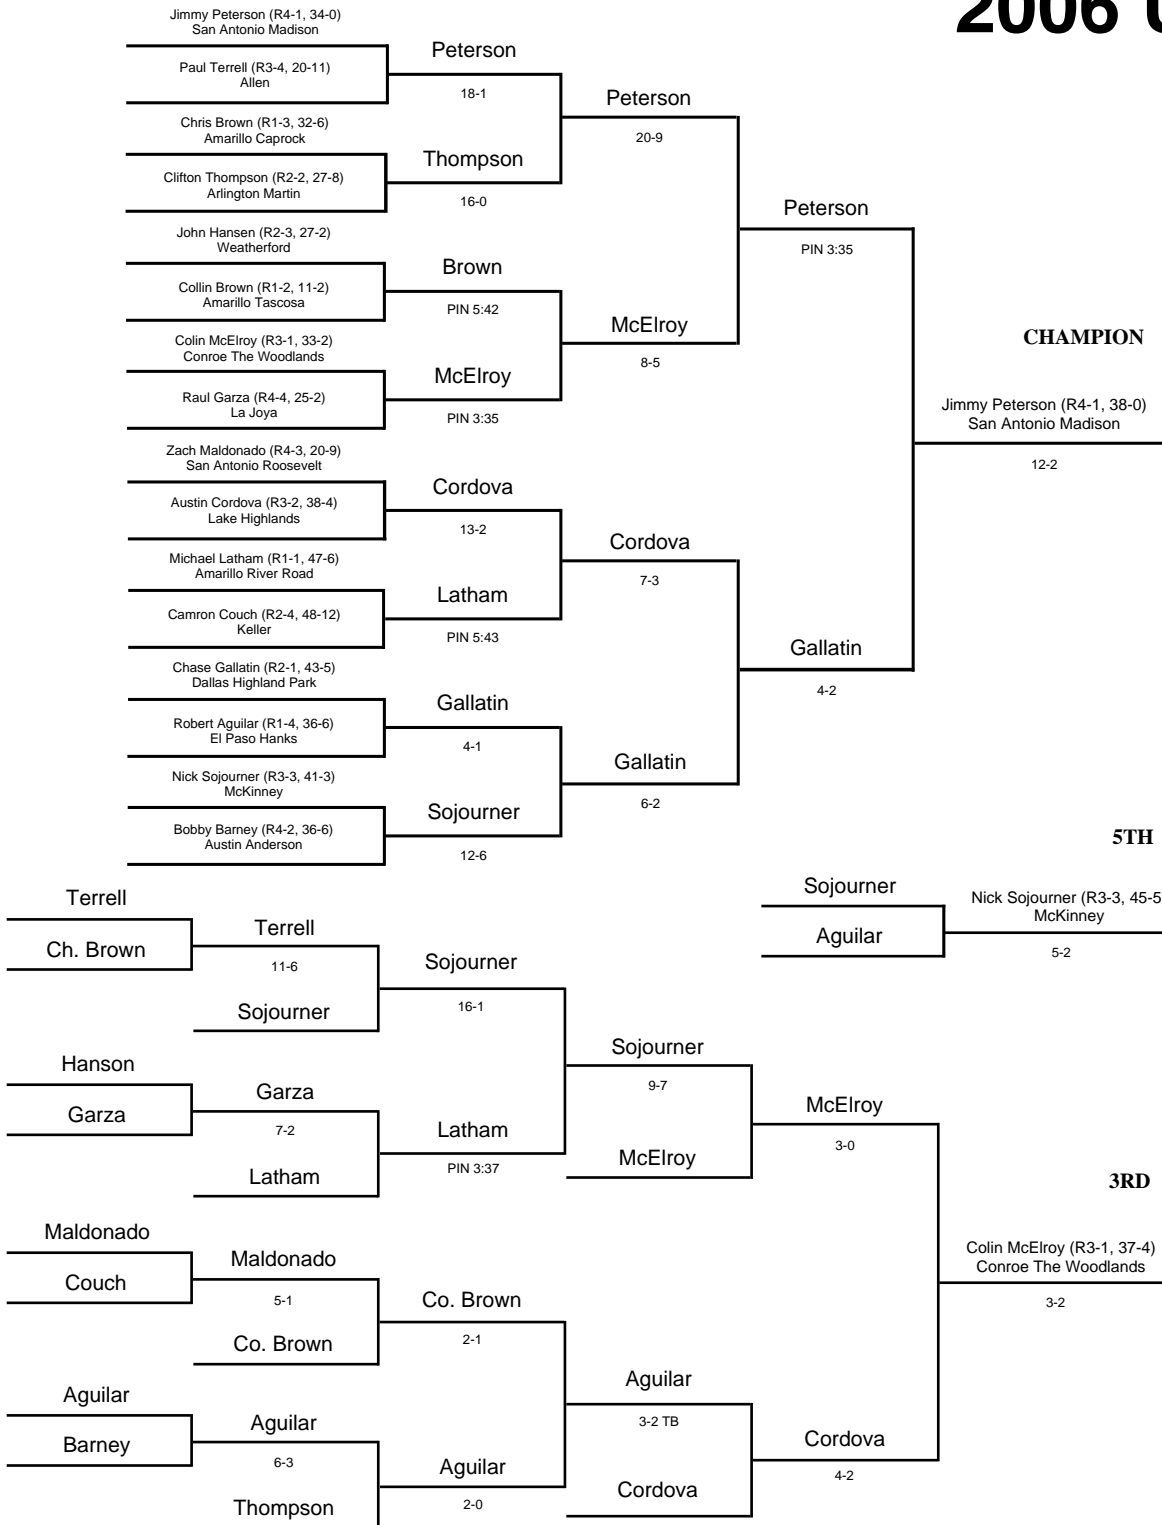 2006 U
Jimmy Peterson (R4-1, 34-0)
San Antonio Madison
Peterson
Paul Terrell (R3-4, 20-11)
Allen
18-1
Peterson
Chris Brown (R1-3, 32-6)
Amarillo Caprock
20-9
Thompson
Clifton Thompson (R2-2, 27-8)
Arlington Martin
16-0
Peterson
John Hansen (R2-3, 27-2)
Weatherford
PIN 3:35
Brown
Collin Brown (R1-2, 11-2)
Amarillo Tascosa
PIN 5:42
McElroy
CHAMPION
Colin McElroy (R3-1, 33-2)
Conroe The Woodlands
8-5
McElroy
Raul Garza (R4-4, 25-2)
La Joya
PIN 3:35
Jimmy Peterson (R4-1, 38-0)
San Antonio Madison
Zach Maldonado (R4-3, 20-9)
San Antonio Roosevelt
12-2
Cordova
Austin Cordova (R3-2, 38-4)
Lake Highlands
13-2
Cordova
Michael Latham (R1-1, 47-6)
Amarillo River Road
7-3
Latham
Camron Couch (R2-4, 48-12)
Keller
PIN 5:43
Gallatin
Chase Gallatin (R2-1, 43-5)
Dallas Highland Park
4-2
Gallatin
Robert Aguilar (R1-4, 36-6)
El Paso Hanks
4-1
Gallatin
Nick Sojourner (R3-3, 41-3)
McKinney
6-2
Sojourner
Bobby Barney (R4-2, 36-6)
Austin Anderson
12-6
5TH
Sojourner
Nick Sojourner (R3-3, 45-5
McKinney
Aguilar
5-2
Terrell
Terrell
Ch. Brown
11-6
Sojourner
Sojourner
16-1
Hanson
Sojourner
Garza
9-7
Garza
7-2
McElroy
Latham
3-0
Latham
PIN 3:37
McElroy
3RD
Maldonado
Maldonado
Colin McElroy (R3-1, 37-4)
Conroe The Woodlands
Couch
5-1
3-2
Co. Brown
Co. Brown
2-1
Aguilar
Aguilar
Aguilar
3-2 TB
Barney
Cordova
6-3
4-2
Aguilar
Cordova
Thompson
2-0